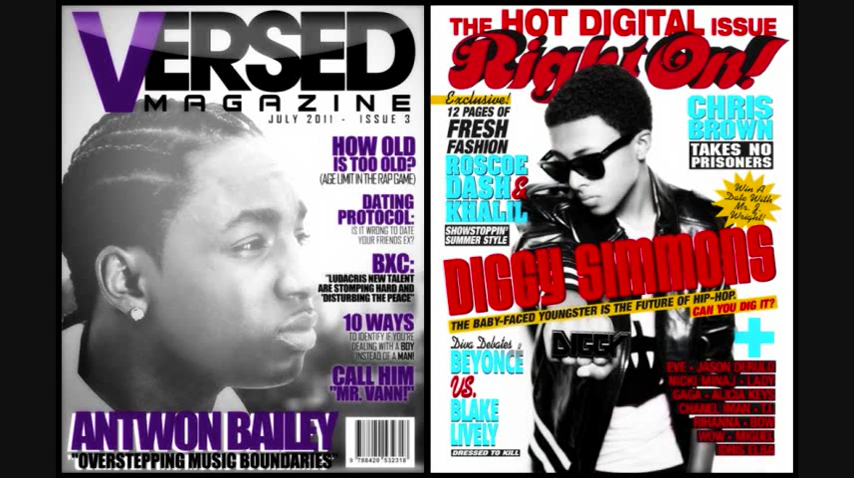 VERSED
MAGAZINE
JULY 2011 - ISSUE 3
HOW OLD
IS TOO OLD?
(AGE LIMIT IN THE RAP GAME)
DATING
PROTOCOL:
IS IT WRONG TO DATE
YOUR FRIENDS EX?
BXC:
"LUDACRIS NEW TALENT
ARE STOMPING HARD AND
"DISTURBING THE PEACE"
10 WAYS
TO IDENTIFY IF YOU'RE
DEALING WITH A BOY
INSTEAD OF A MAN!
CALL HIM
"MR. VANN!"
ANTWON BAILEY
"OVERSTEPPING MUSIC BOUNDARIES"
9 788420 532318
THE HOT DIGITAL ISSUE
Right On!
Exclusive!
12 PAGES OF
FRESH
FASHION
ROSCOE
DASH &
KHALIL
SHOWSTOPPIN'
SUMMER STYLE
CHRIS
BROWN
TAKES NO
PRISONERS
Win A
Date With
Mr. J.
Wright!
DIGGY SIMMONS
THE BABY-FACED YOUNGSTER IS THE FUTURE OF HIP-HOP.
CAN YOU DIG IT?
DIGGY
Diva Debates
BEYONCE
VS.
BLAKE
LIVELY
DRESSED TO KILL
+
EVE • JASON DERULO
NICKI MINAJ • LADY
GAGA • ALICIA KEYS
CHANEL IMAN • T.I.
RIHANNA • BOW
WOW • MIGUEL
IDRIS ELBA